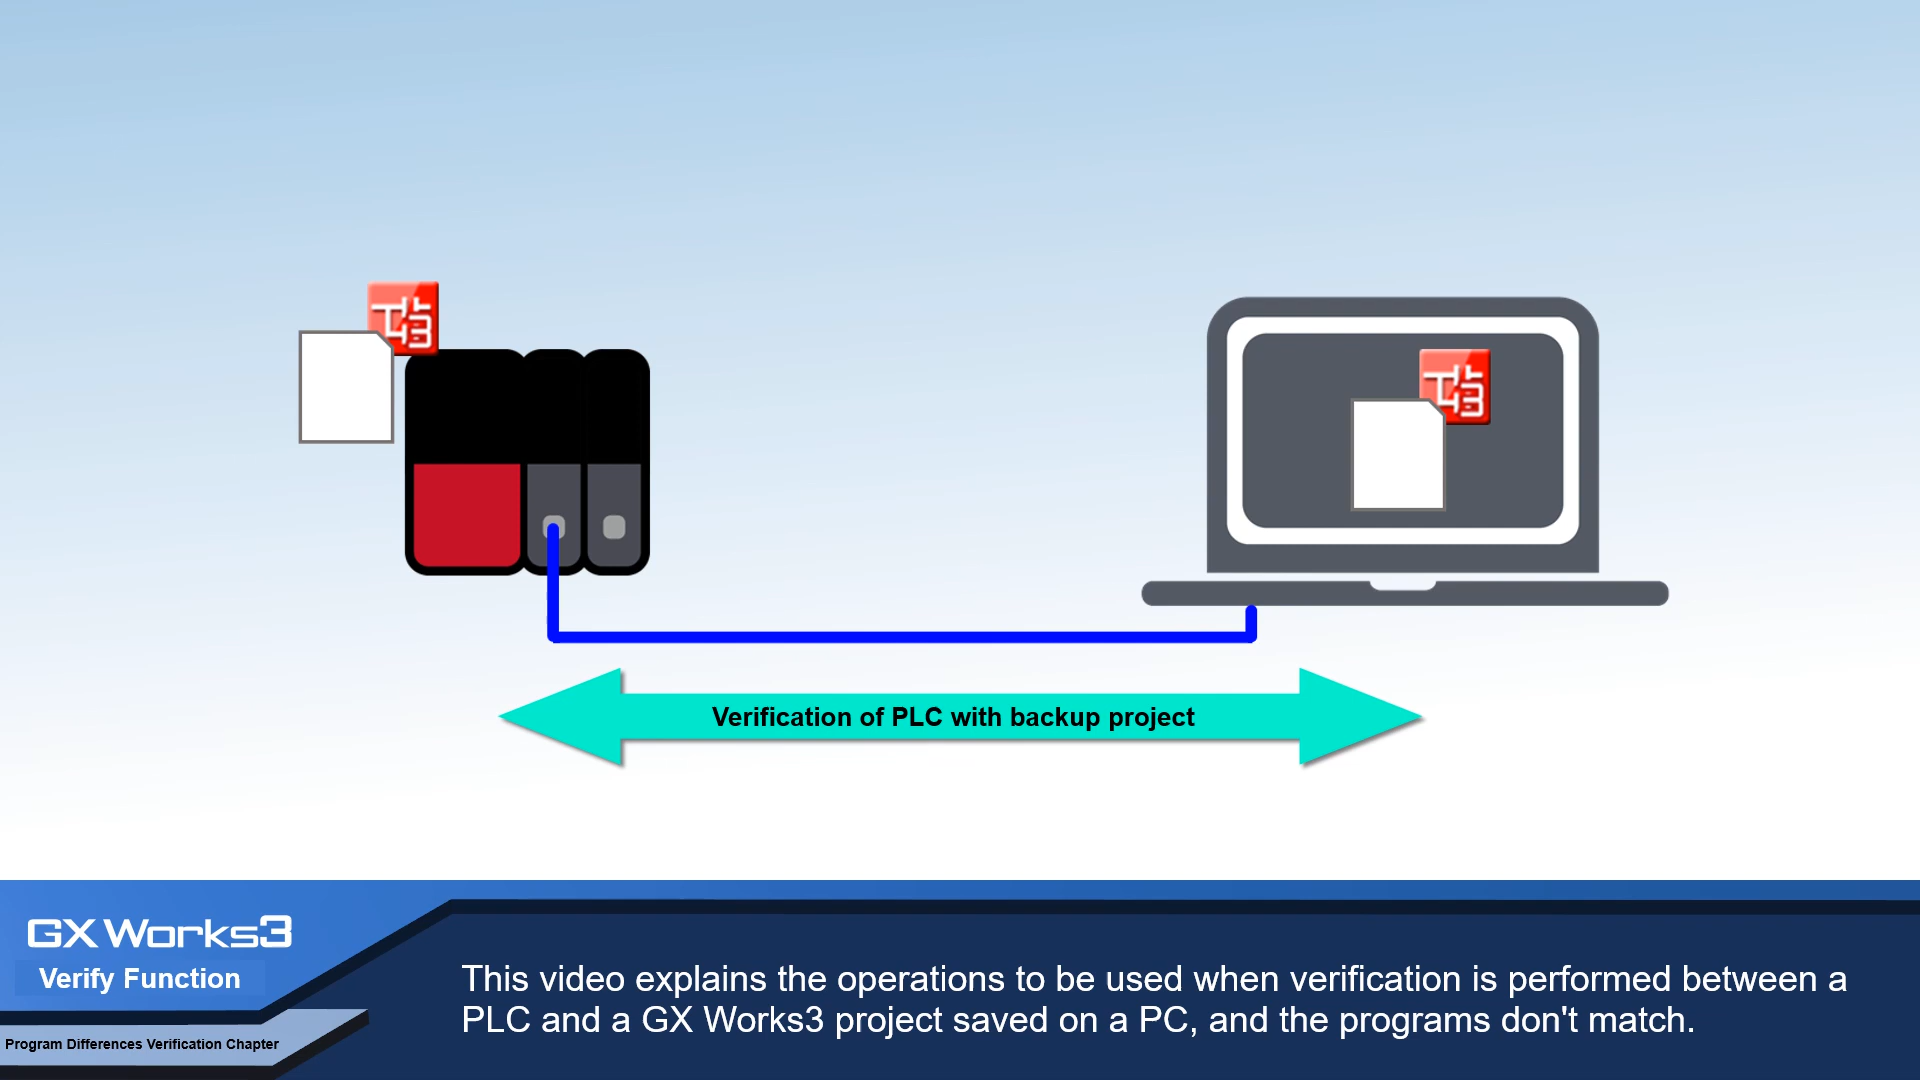 Verification of PLC with backup project
GX Works3
Verify Function
Program Differences Verification Chapter
This video explains the operations to be used when verification is performed between a
PLC and a GX Works3 project saved on a PC, and the programs don't match.